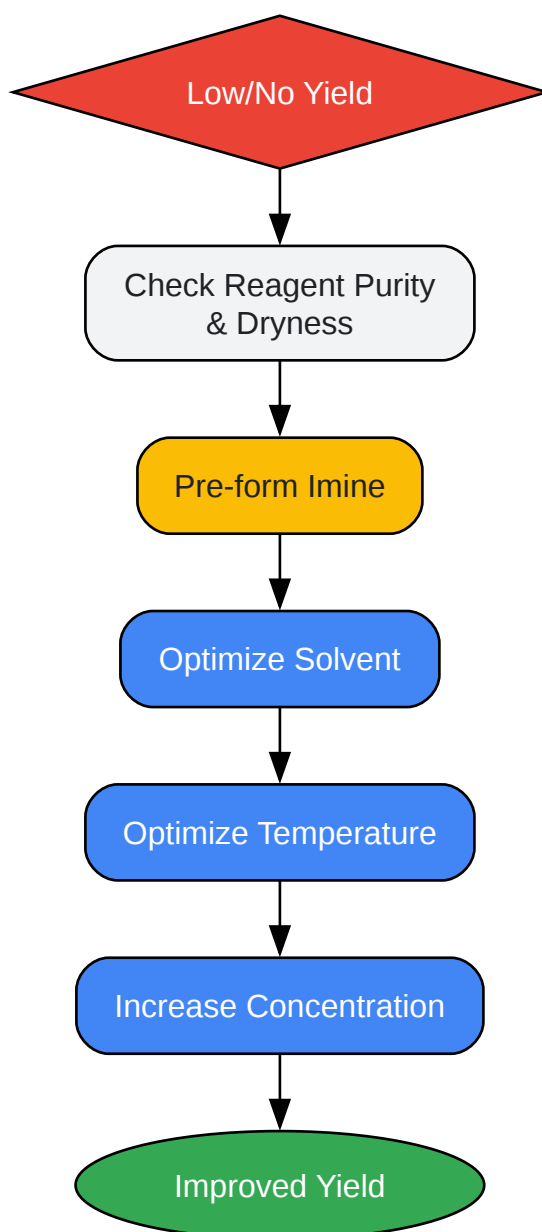 Low/No Yield
Check Reagent Purity
& Dryness
Pre-form Imine
Optimize Solvent
Optimize Temperature
Increase Concentration
Improved Yield